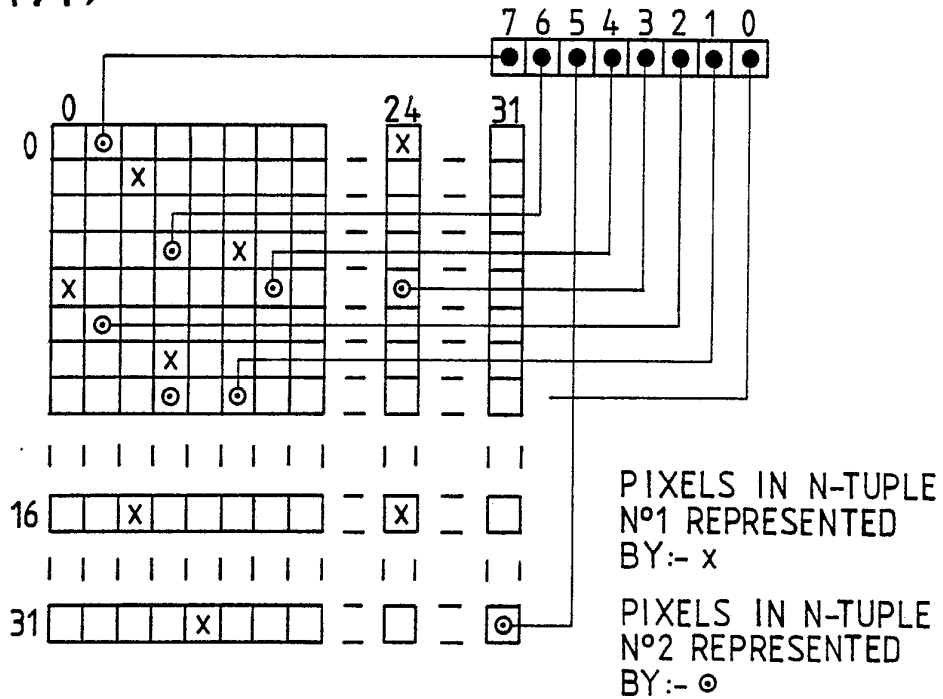 7 6 5 4 3 2 1 0
0 24 31
0
16
31
PIXELS IN N-TUPLE
Nº1 REPRESENTED
BY:- x
PIXELS IN N-TUPLE
Nº2 REPRESENTED
BY:- ⊙